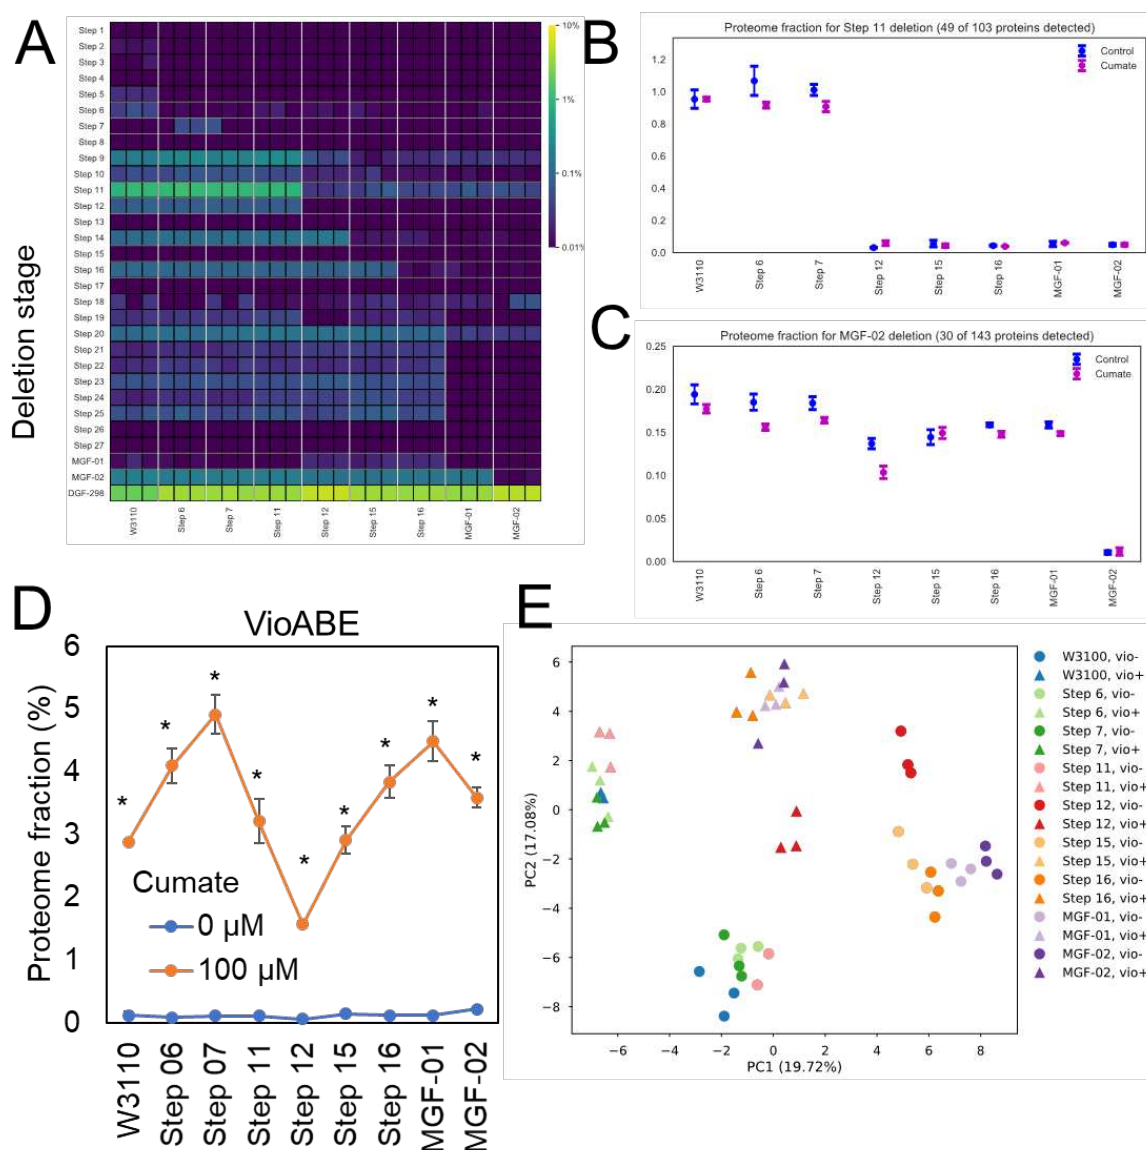 A
Deletion stage
Step 1
Step 2
Step 3
Step 4
Step 5
Step 6
Step 7
Step 8
Step 9
Step 10
Step 11
Step 12
Step 13
Step 14
Step 15
Step 16
Step 17
Step 18
Step 19
Step 20
Step 21
Step 22
Step 23
Step 24
Step 25
Step 26
Step 27
MGF-01
MGF-02
DGF-298
W3110
Step 6
Step 7
Step 11
Step 12
Step 15
Step 16
MGF-01
MGF-02
10%
1%
0.1%
0.01%
B
Proteome fraction for Step 11 deletion (49 of 103 proteins detected)
Control
Cumate
1.2
1.0
0.8
0.6
0.4
0.2
0.0
W3110
Step 6
Step 7
Step 12
Step 15
Step 16
MGF-01
MGF-02
C
Proteome fraction for MGF-02 deletion (30 of 143 proteins detected)
Control
Cumate
0.25
0.20
0.15
0.10
0.05
0.00
W3110
Step 6
Step 7
Step 12
Step 15
Step 16
MGF-01
MGF-02
D
VioABE
Proteome fraction (%)
6
5
4
3
2
1
0
* * * * * * * * *
Cumate
0 µM
100 µM
W3110
Step 06
Step 07
Step 11
Step 12
Step 15
Step 16
MGF-01
MGF-02
E
PC2 (17.08%)
6
4
2
0
−2
−4
−6
−8
−6 −4 −2 0 2 4 6 8
PC1 (19.72%)
W3100, vio-
W3100, vio+
Step 6, vio-
Step 6, vio+
Step 7, vio-
Step 7, vio+
Step 11, vio-
Step 11, vio+
Step 12, vio-
Step 12, vio+
Step 15, vio-
Step 15, vio+
Step 16, vio-
Step 16, vio+
MGF-01, vio-
MGF-01, vio+
MGF-02, vio-
MGF-02, vio+